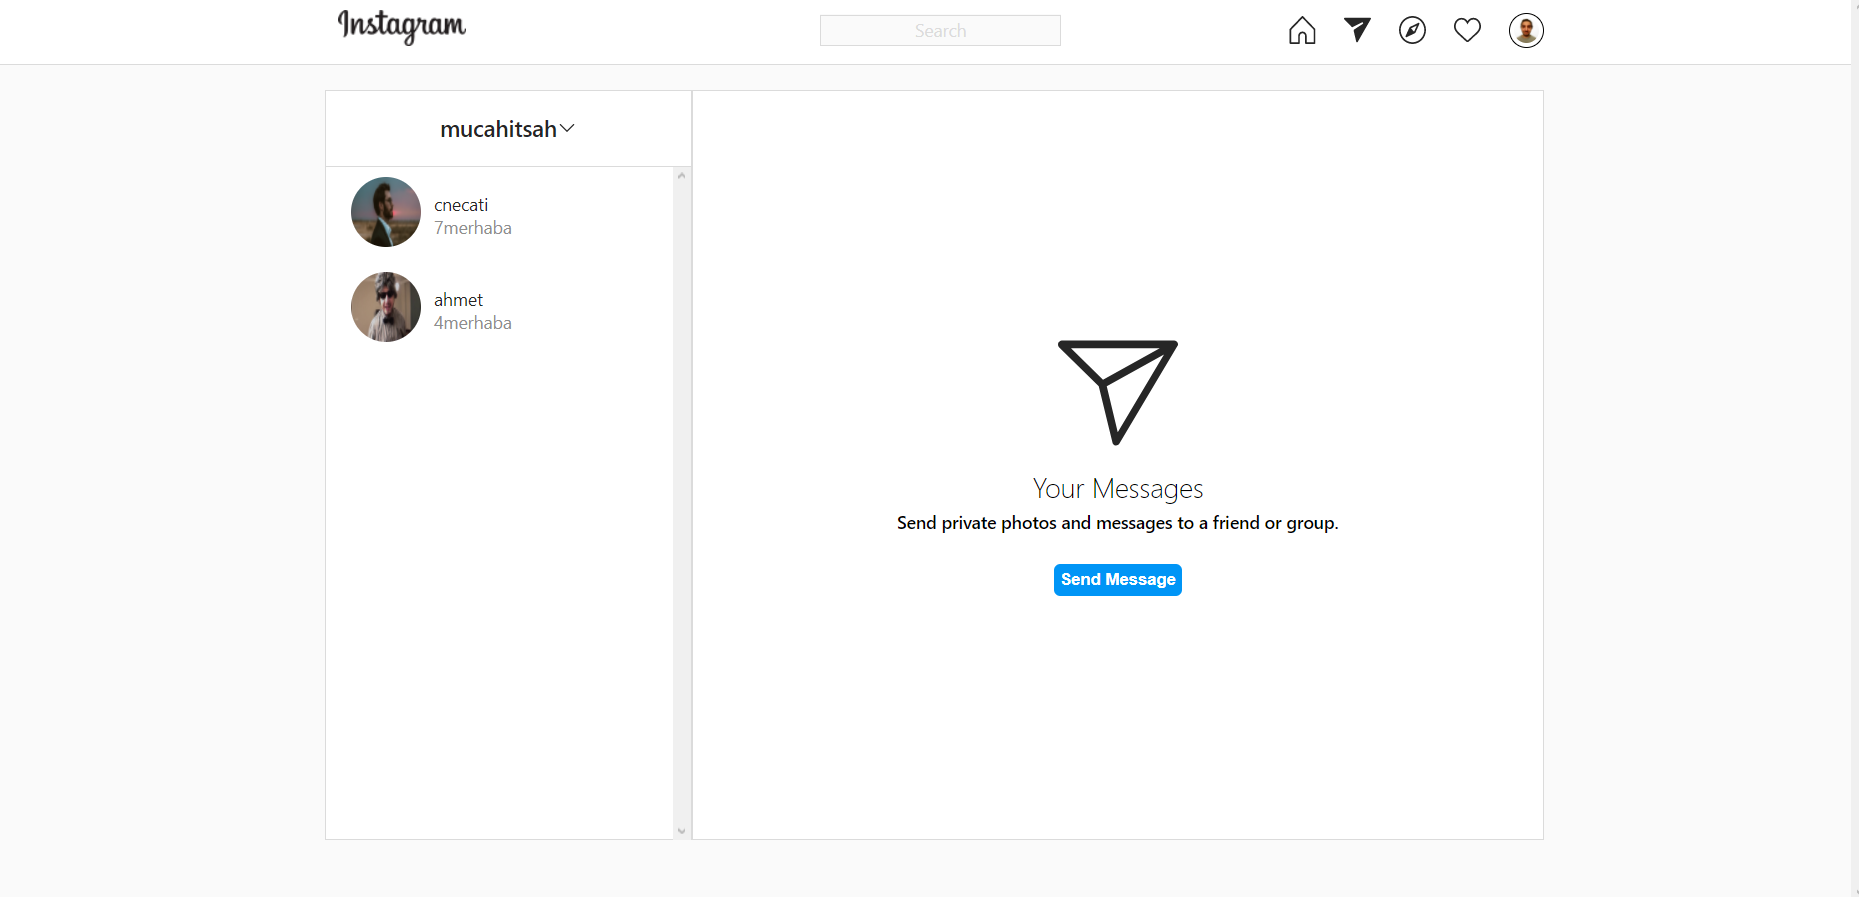 Instagram
Search
mucahitsah
cnecati
7merhaba
ahmet
4merhaba
Your Messages
Send private photos and messages to a friend or group.
Send Message